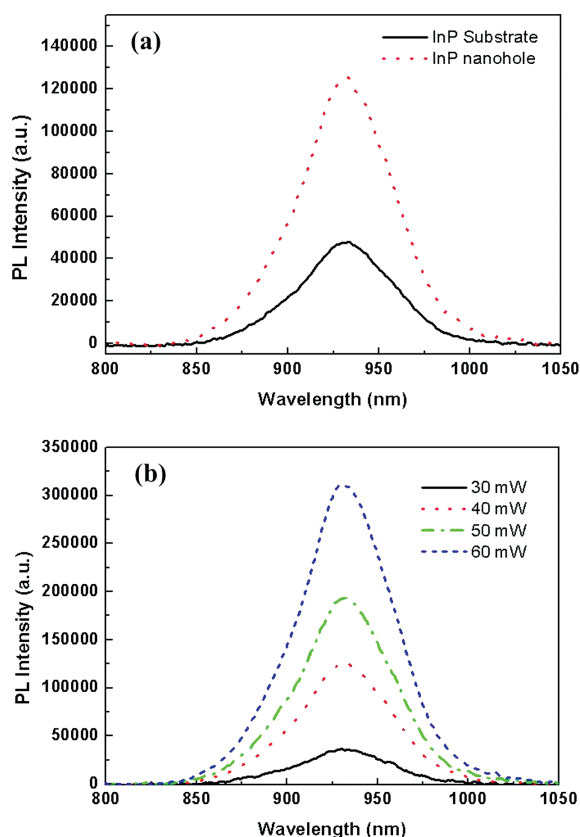 (a)
InP Substrate
InP nanohole
140000
120000
100000
80000
60000
40000
20000
0
PL Intensity (a.u.)
800 850 900 950 1000 1050
Wavelength (nm)
(b)
30 mW
40 mW
50 mW
60 mW
350000
300000
250000
200000
150000
100000
50000
0
PL Intensity (a.u.)
800 850 900 950 1000 1050
Wavelength (nm)